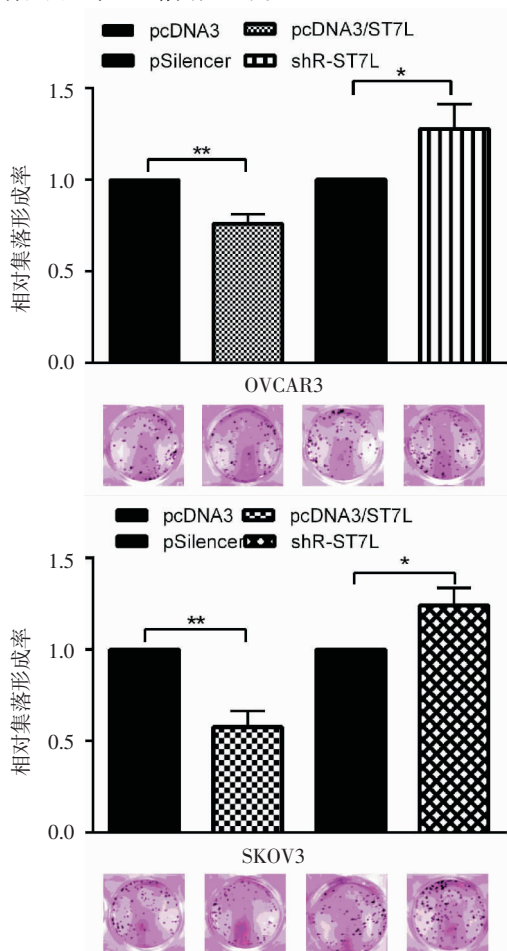 pcDNA3 pcDNA3/ST7L
pSilencer shR-ST7L
相对集落形成率
1.5
1.0
0.5
0.0
**
*
OVCAR3
pcDNA3 pcDNA3/ST7L
pSilencer shR-ST7L
相对集落形成率
1.5
1.0
0.5
0.0
**
*
SKOV3